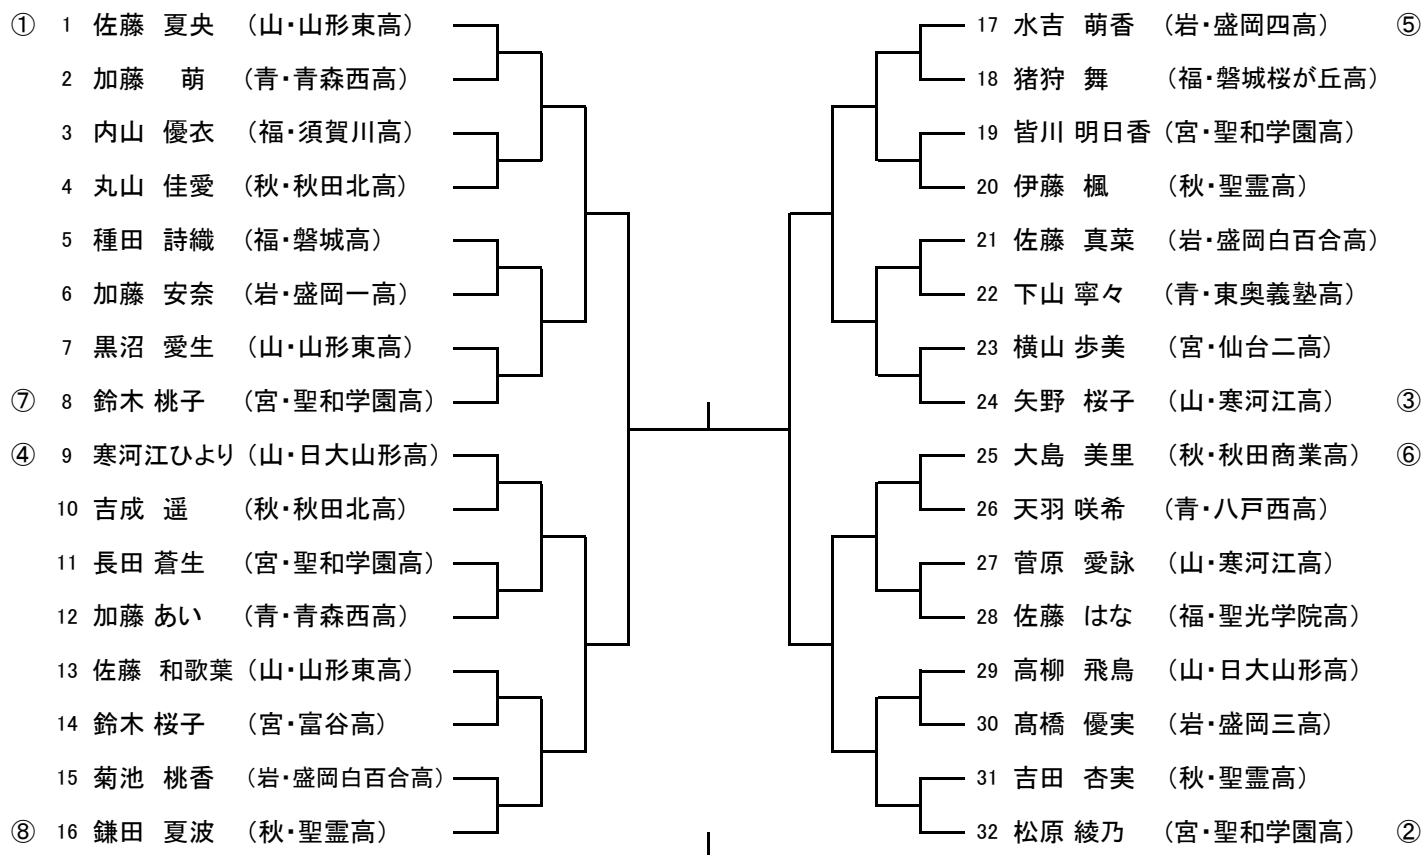 ① 1 佐藤 夏央 (山・山形東高)
2 加藤 萌 (青・青森西高)
3 内山 優衣 (福・須賀川高)
4 丸山 佳愛 (秋・秋田北高)
5 種田 詩織 (福・磐城高)
6 加藤 安奈 (岩・盛岡一高)
7 黒沼 愛生 (山・山形東高)
⑦ 8 鈴木 桃子 (宮・聖和学園高)
④ 9 寒河江ひより (山・日大山形高)
10 吉成 遥 (秋・秋田北高)
11 長田 蒼生 (宮・聖和学園高)
12 加藤 あい (青・青森西高)
13 佐藤 和歌葉 (山・山形東高)
14 鈴木 桜子 (宮・富谷高)
15 菊池 桃香 (岩・盛岡白百合高)
⑧ 16 鎌田 夏波 (秋・聖霊高)
17 水吉 萌香 (岩・盛岡四高) ⑤
18 猪狩 舞 (福・磐城桜が丘高)
19 皆川 明日香 (宮・聖和学園高)
20 伊藤 楓 (秋・聖霊高)
21 佐藤 真菜 (岩・盛岡白百合高)
22 下山 寧々 (青・東奥義塾高)
23 横山 歩美 (宮・仙台二高)
24 矢野 桜子 (山・寒河江高) ③
25 大島 美里 (秋・秋田商業高) ⑥
26 天羽 咲希 (青・八戸西高)
27 菅原 愛詠 (山・寒河江高)
28 佐藤 はな (福・聖光学院高)
29 高柳 飛鳥 (山・日大山形高)
30 髙橋 優実 (岩・盛岡三高)
31 吉田 杏実 (秋・聖霊高)
32 松原 綾乃 (宮・聖和学園高) ②